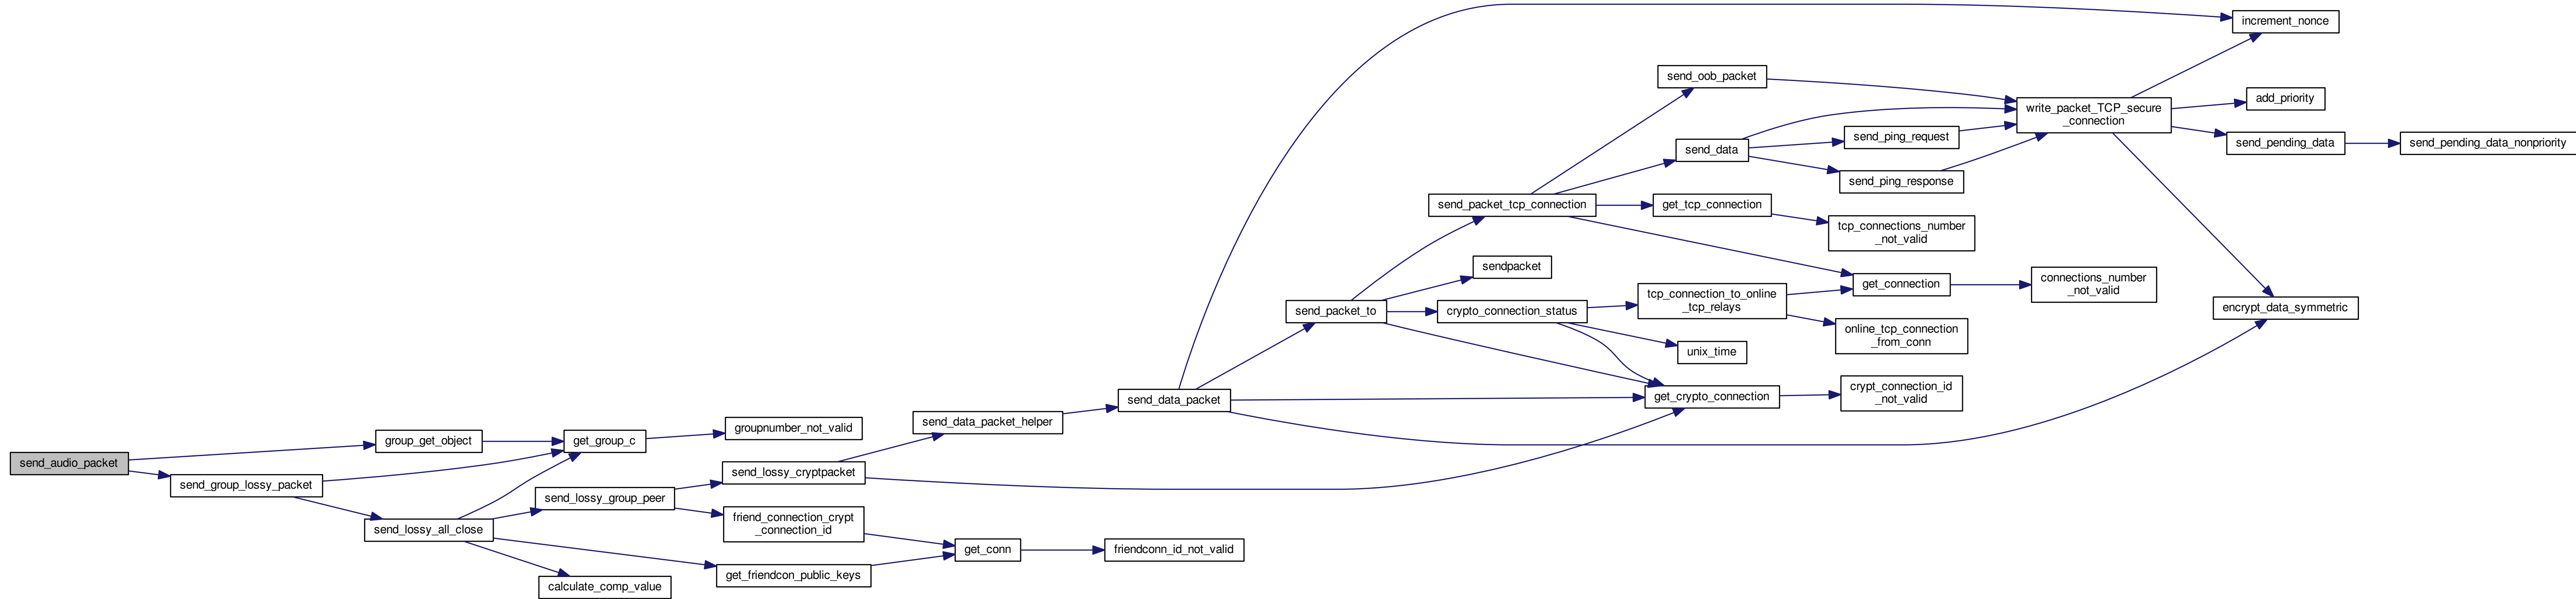 send_audio_packet
group_get_object
send_group_lossy_packet
get_group_c
send_lossy_all_close
groupnumber_not_valid
send_lossy_group_peer
calculate_comp_value
send_lossy_cryptpacket
friend_connection_crypt
_connection_id
get_friendcon_public_keys
send_data_packet_helper
get_conn
friendconn_id_not_valid
send_data_packet
send_packet_to
send_packet_tcp_connection
sendpacket
crypto_connection_status
send_oob_packet
send_data
get_tcp_connection
tcp_connection_to_online
_tcp_relays
unix_time
get_crypto_connection
send_ping_request
send_ping_response
tcp_connections_number
_not_valid
get_connection
online_tcp_connection
_from_conn
crypt_connection_id
_not_valid
write_packet_TCP_secure
_connection
connections_number
_not_valid
increment_nonce
add_priority
send_pending_data
encrypt_data_symmetric
send_pending_data_nonpriority